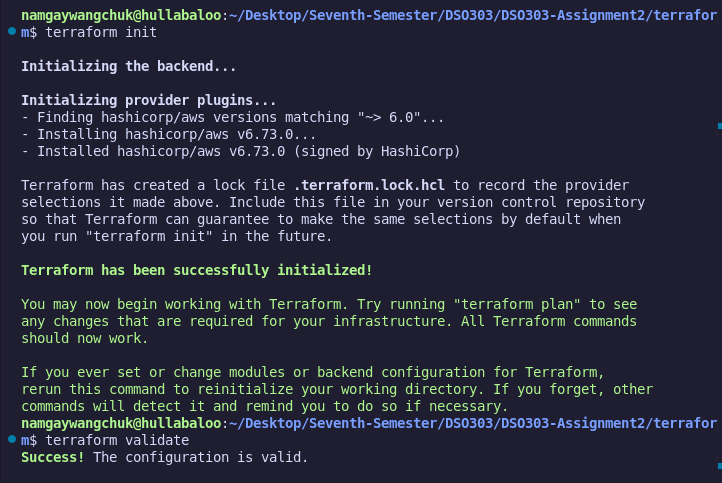 namgaywangchuk@hullabaloo:~/Desktop/Seventh-Semester/DSO303/DSO303-Assignment2/terrafor
m$ terraform init
Initializing the backend...
Initializing provider plugins...
- Finding hashicorp/aws versions matching "~> 6.0"...
- Installing hashicorp/aws v6.73.0...
- Installed hashicorp/aws v6.73.0 (signed by HashiCorp)
Terraform has created a lock file .terraform.lock.hcl to record the provider
selections it made above. Include this file in your version control repository
so that Terraform can guarantee to make the same selections by default when
you run "terraform init" in the future.
Terraform has been successfully initialized!
You may now begin working with Terraform. Try running "terraform plan" to see
any changes that are required for your infrastructure. All Terraform commands
should now work.
If you ever set or change modules or backend configuration for Terraform,
rerun this command to reinitialize your working directory. If you forget, other
commands will detect it and remind you to do so if necessary.
namgaywangchuk@hullabaloo:~/Desktop/Seventh-Semester/DSO303/DSO303-Assignment2/terrafor
m$ terraform validate
Success! The configuration is valid.